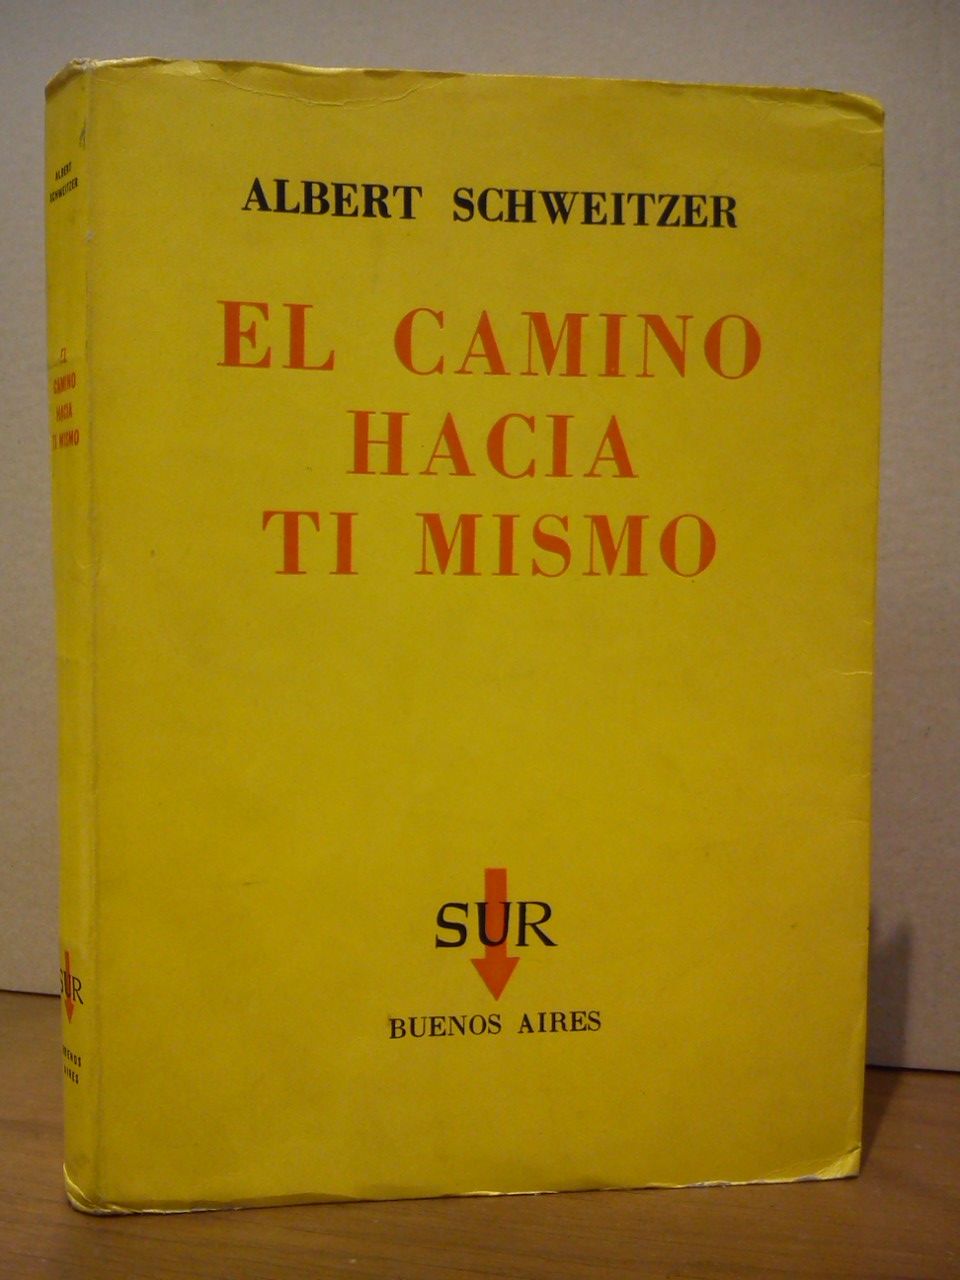 ALBERT SCHWEITZER
EL CAMINO
HACIA
TI MISMO
SUR
BUENOS AIRES
ALBERT
SCHWEITZER
EL
CAMINO
HACIA
TI MISMO
SUR
BUENOS
AIRES